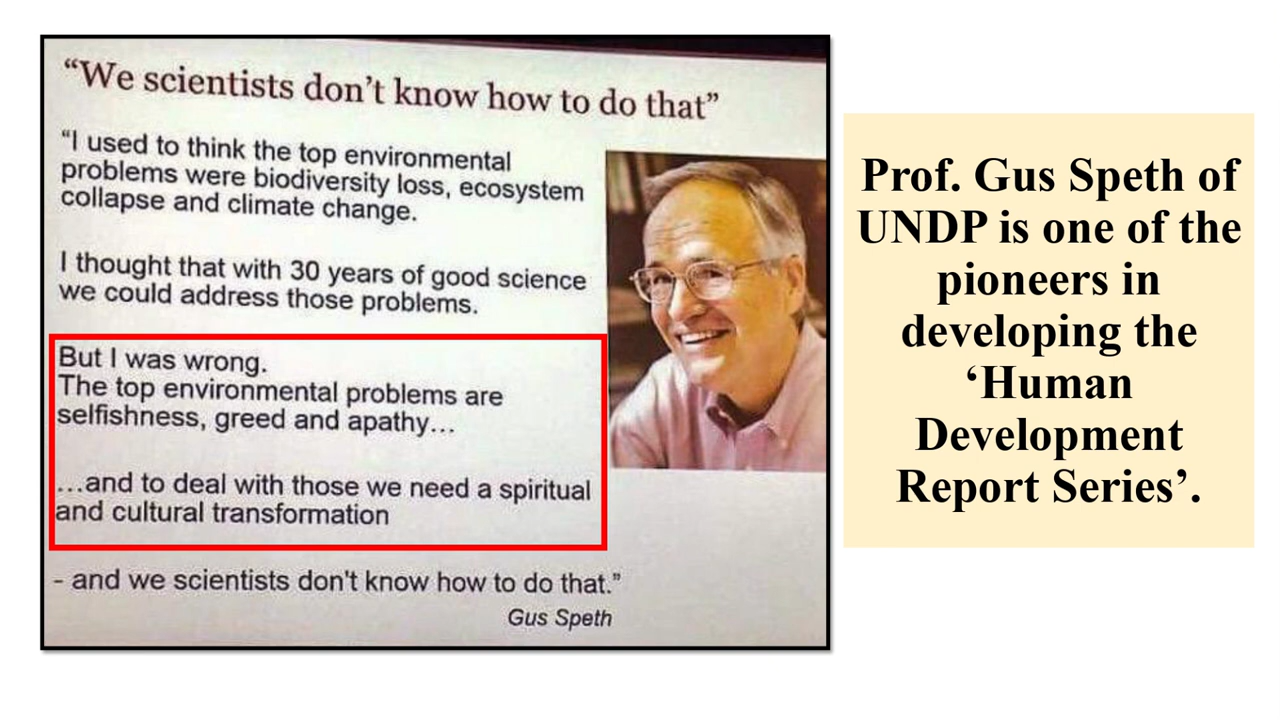 “We scientists don’t know how to do that”
“I used to think the top environmental
problems were biodiversity loss, ecosystem
collapse and climate change.
I thought that with 30 years of good science
we could address those problems.
But I was wrong.
The top environmental problems are
selfishness, greed and apathy…
…and to deal with those we need a spiritual
and cultural transformation
- and we scientists don't know how to do that.”
Gus Speth
Prof. Gus Speth of
UNDP is one of the
pioneers in
developing the
‘Human
Development
Report Series’.